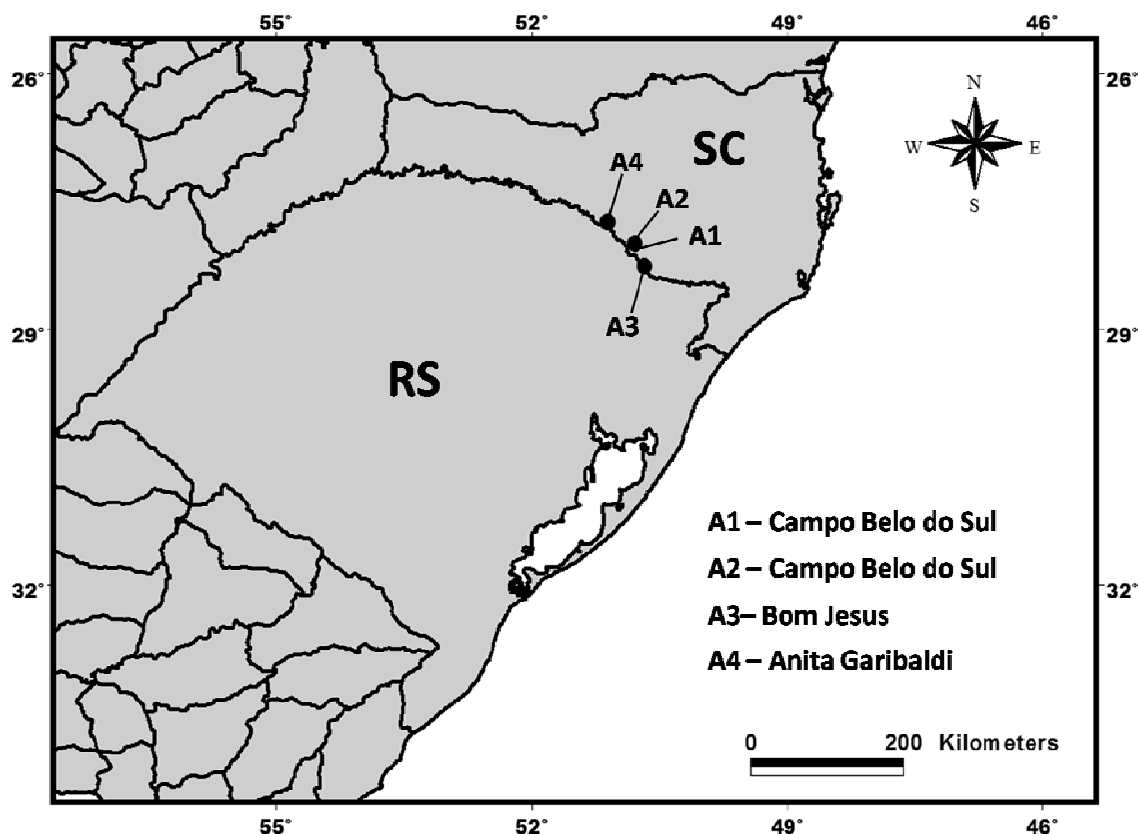 55° 52° 49° 46°
26° 26°
N
W E
S
SC
A4
A2
A1
A3
29° 29°
RS
A1 – Campo Belo do Sul
A2 – Campo Belo do Sul
A3– Bom Jesus
A4 – Anita Garibaldi
32° 32°
0 200 Kilometers
55° 52° 49° 46°